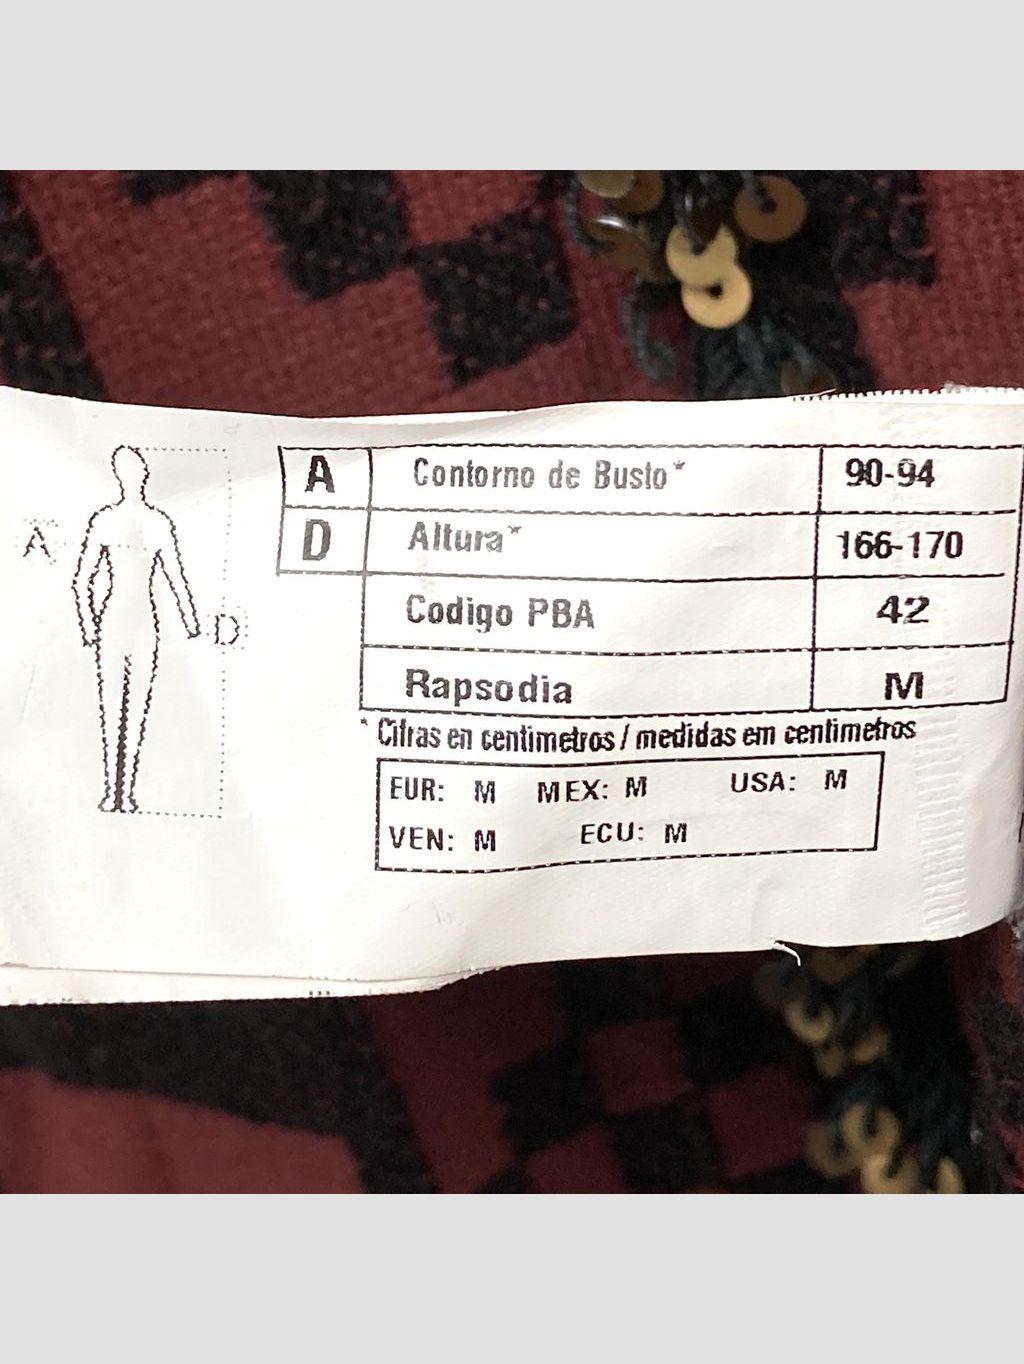 A Contorno de Busto* 90-94
D Altura* 166-170
Codigo PBA 42
Rapsodia M
* Cifras en centimetros / medidas em centimetros
EUR: M MEX: M USA: M
VEN: M ECU: M
A
D